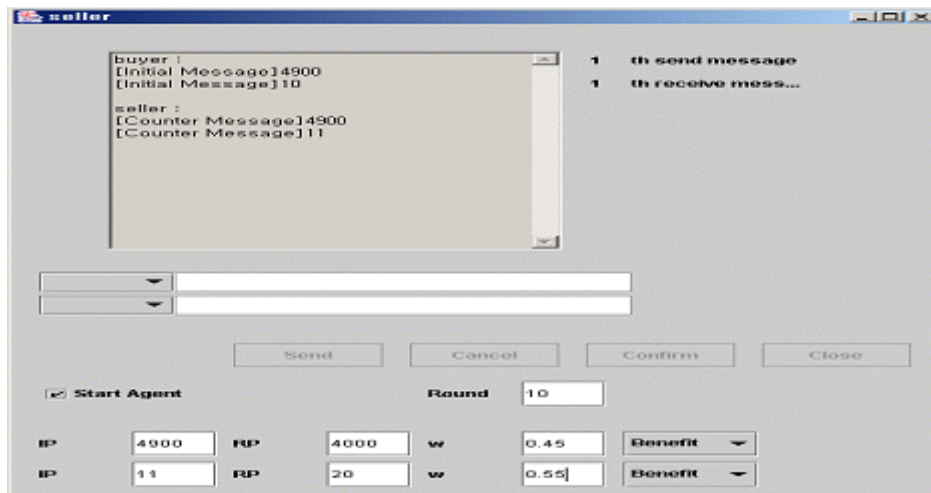 seller
buyer :
[Initial Message]4900
[Initial Message]10
seller :
[Counter Message]4900
[Counter Message]11
1 th send message
1 th receive mess...
Send Cancel Confirm Close
Start Agent Round 10
IP 4900 RP 4000 w 0.45 Benefit
IP 11 RP 20 w 0.55 Benefit